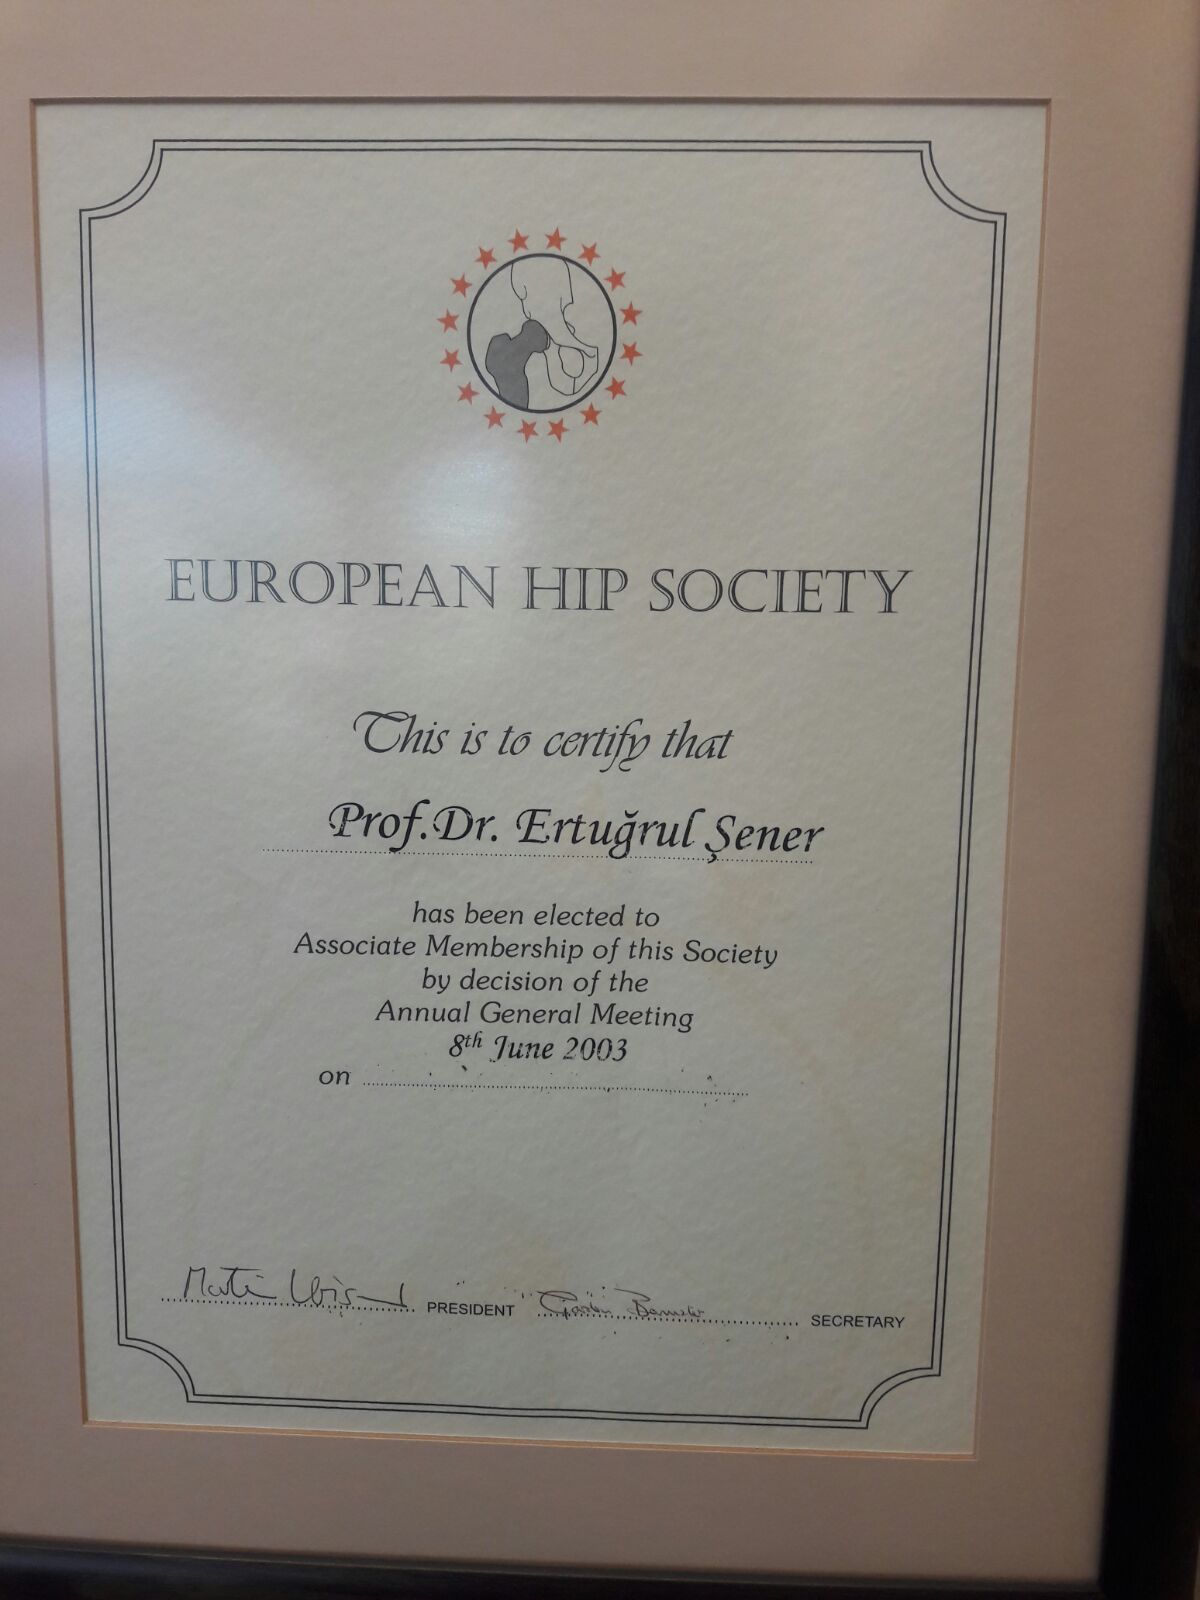 EUROPEAN HIP SOCIETY
This is to certify that
Prof.Dr. Ertuğrul Şener
has been elected to
Associate Membership of this Society
by decision of the
Annual General Meeting
8th June 2003
on
PRESIDENT SECRETARY